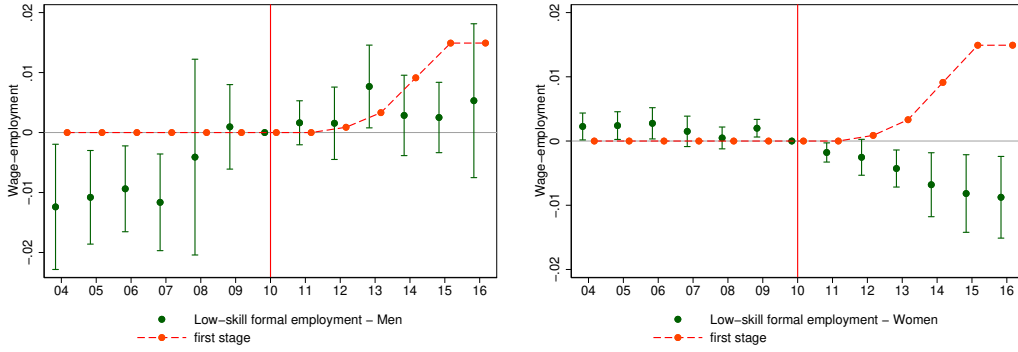 .02
.01
0
-.01
-.02
Wage-employment
04 05 06 07 08 09 10 11 12 13 14 15 16
Low-skill formal employment - Men
first stage
.02
.01
0
-.01
-.02
Wage-employment
04 05 06 07 08 09 10 11 12 13 14 15 16
Low-skill formal employment - Women
first stage